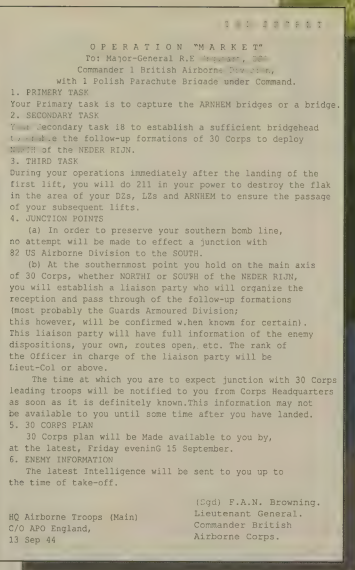 O P E R A T I O N "M A R K E T"
To: Major-General R.E
Commander 1 British Airborne
with 1 Polish Parachute Brigade under Command.
1. PRIMERY TASK
Your Primary task is to capture the ARNHEM bridges or a bridge.
2. SECONDARY TASK
Your Secondary task i8 to establish a sufficient bridgehead
the follow-up formations of 30 Corps to deploy
NORTH of the NEDER RIJN.
3. THIRD TASK
During your operations immediately after the landing of the
first lift, you will do 2l1 in your power to destroy the flak
in the area of your DZs, LZs and ARNHEM to ensure the passage
of your subsequent lifts.
4. JUNCTION POINTS
(a) In order to preserve your southern bomb line,
no attempt will be made to effect a junction with
82 US Airborne Division to the SOUTH.
(b) At the southernmost point you hold on the main axis
of 30 Corps, whether NORTHI or SOUTH of the NEDER RIJN,
you will establish a liaison party who will organize the
reception and pass through of the follow-up formations
(most probably the Guards Armoured Division;
this however, will be confirmed w.hen known for certain).
This liaison party will have full information of the enemy
dispositions, your own, routes open, etc. The rank of
the Officer in charge of the liaison party will be
Lieut-Col or above.
The time at which you are to expect junction with 30 Corps
leading troops will be notified to you from Corps Headquarters
as soon as it is definitely known.This information may not
be available to you until some time after you have landed.
5. 30 CORPS PLAN
30 Corps plan will be Made available to you by,
at the latest, Friday eveninG 15 September.
6. ENEMY INFORMATION
The latest Intelligence will be sent to you up to
the time of take-off.
(Sgd) F.A.N. Browning.
HQ Airborne Troops (Main) Lieutenant General.
C/O APO England, Commander British
13 Sep 44 Airborne Corps.